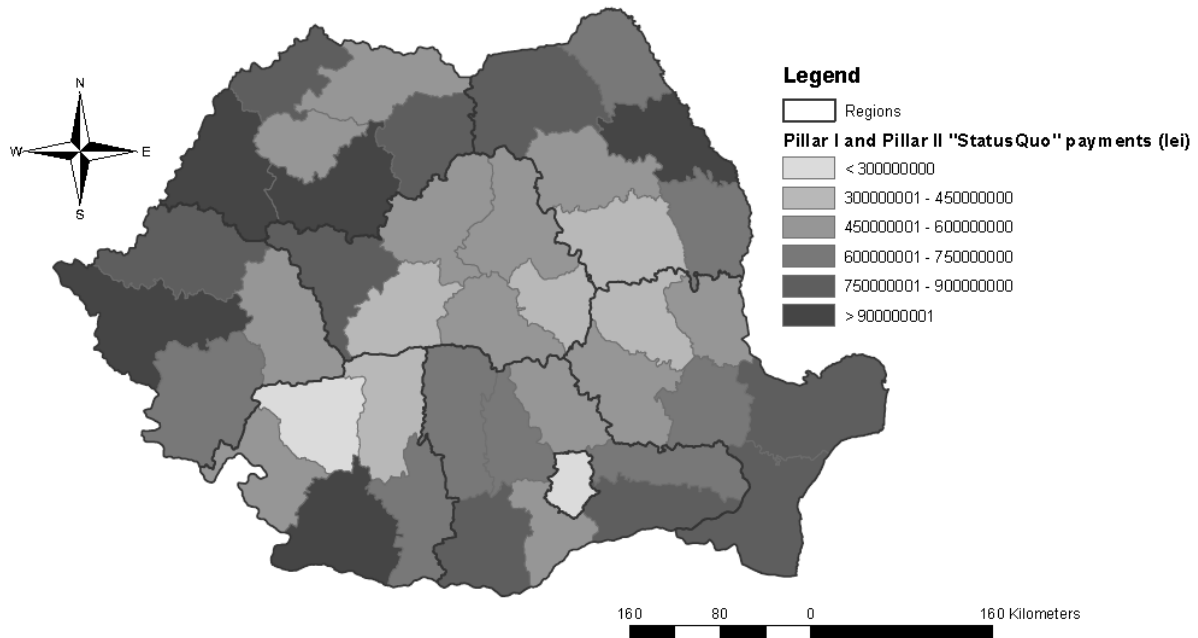 N
W E
S
Legend
Regions
Pillar I and Pillar II "StatusQuo" payments (lei)
< 300000000
300000001 - 450000000
450000001 - 600000000
600000001 - 750000000
750000001 - 900000000
> 900000001
160 80 0 160 Kilometers